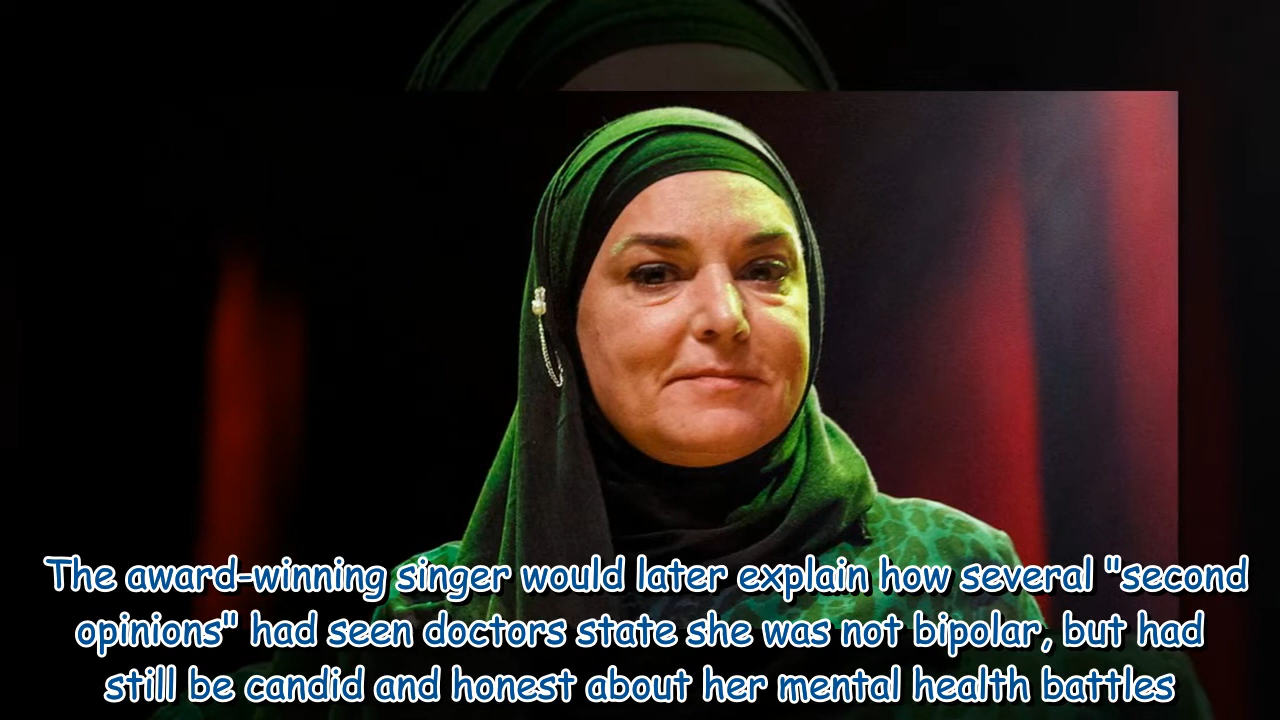 The award-winning singer would later explain how several "second
opinions" had seen doctors state she was not bipolar, but had
still be candid and honest about her mental health battles